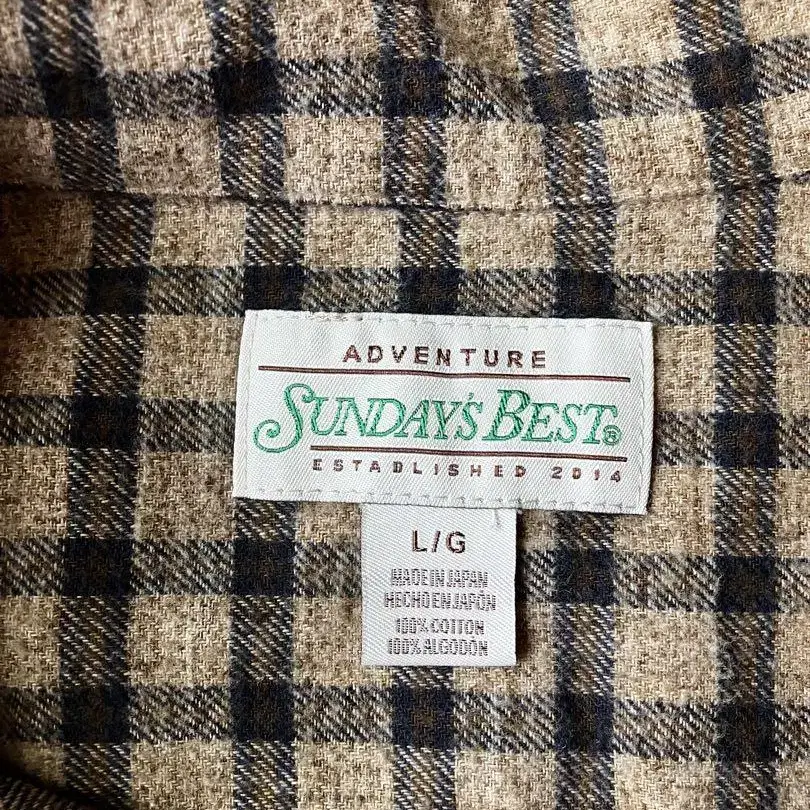 ADVENTURE
SUNDAY'S BEST®
ESTABLISHED 2014
L/G
MADE IN JAPAN
HECHO EN JAPÓN
100% COTTON
100% ALGODÓN